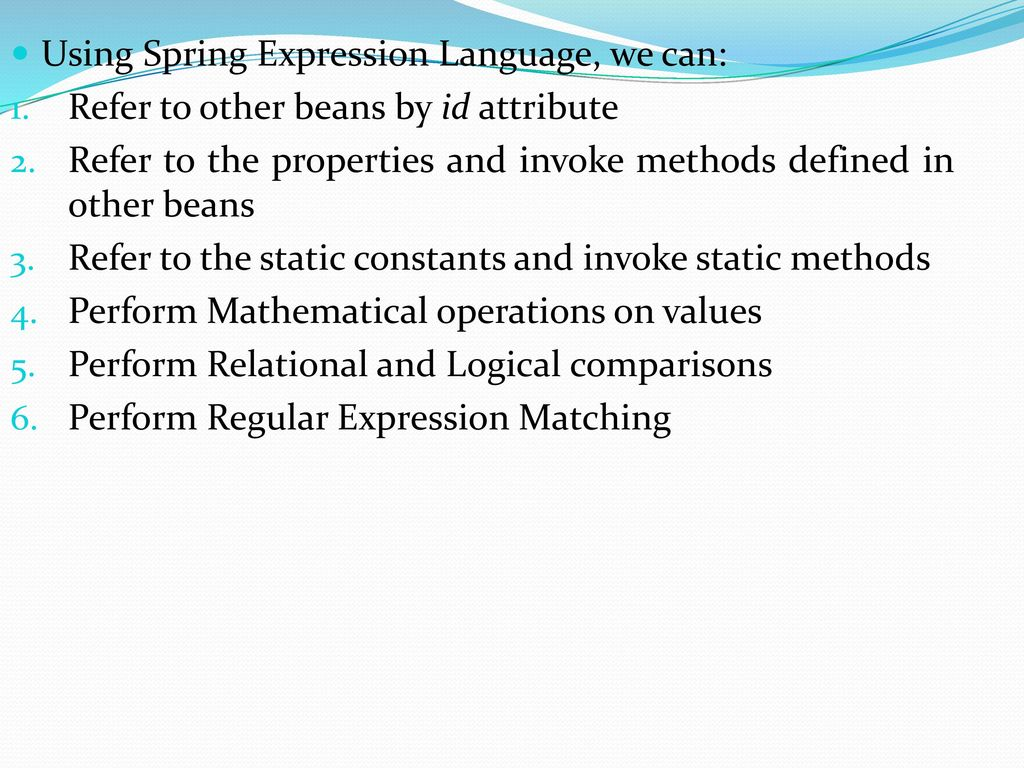 • Using Spring Expression Language, we can:
1. Refer to other beans by id attribute
2. Refer to the properties and invoke methods defined in
other beans
3. Refer to the static constants and invoke static methods
4. Perform Mathematical operations on values
5. Perform Relational and Logical comparisons
6. Perform Regular Expression Matching